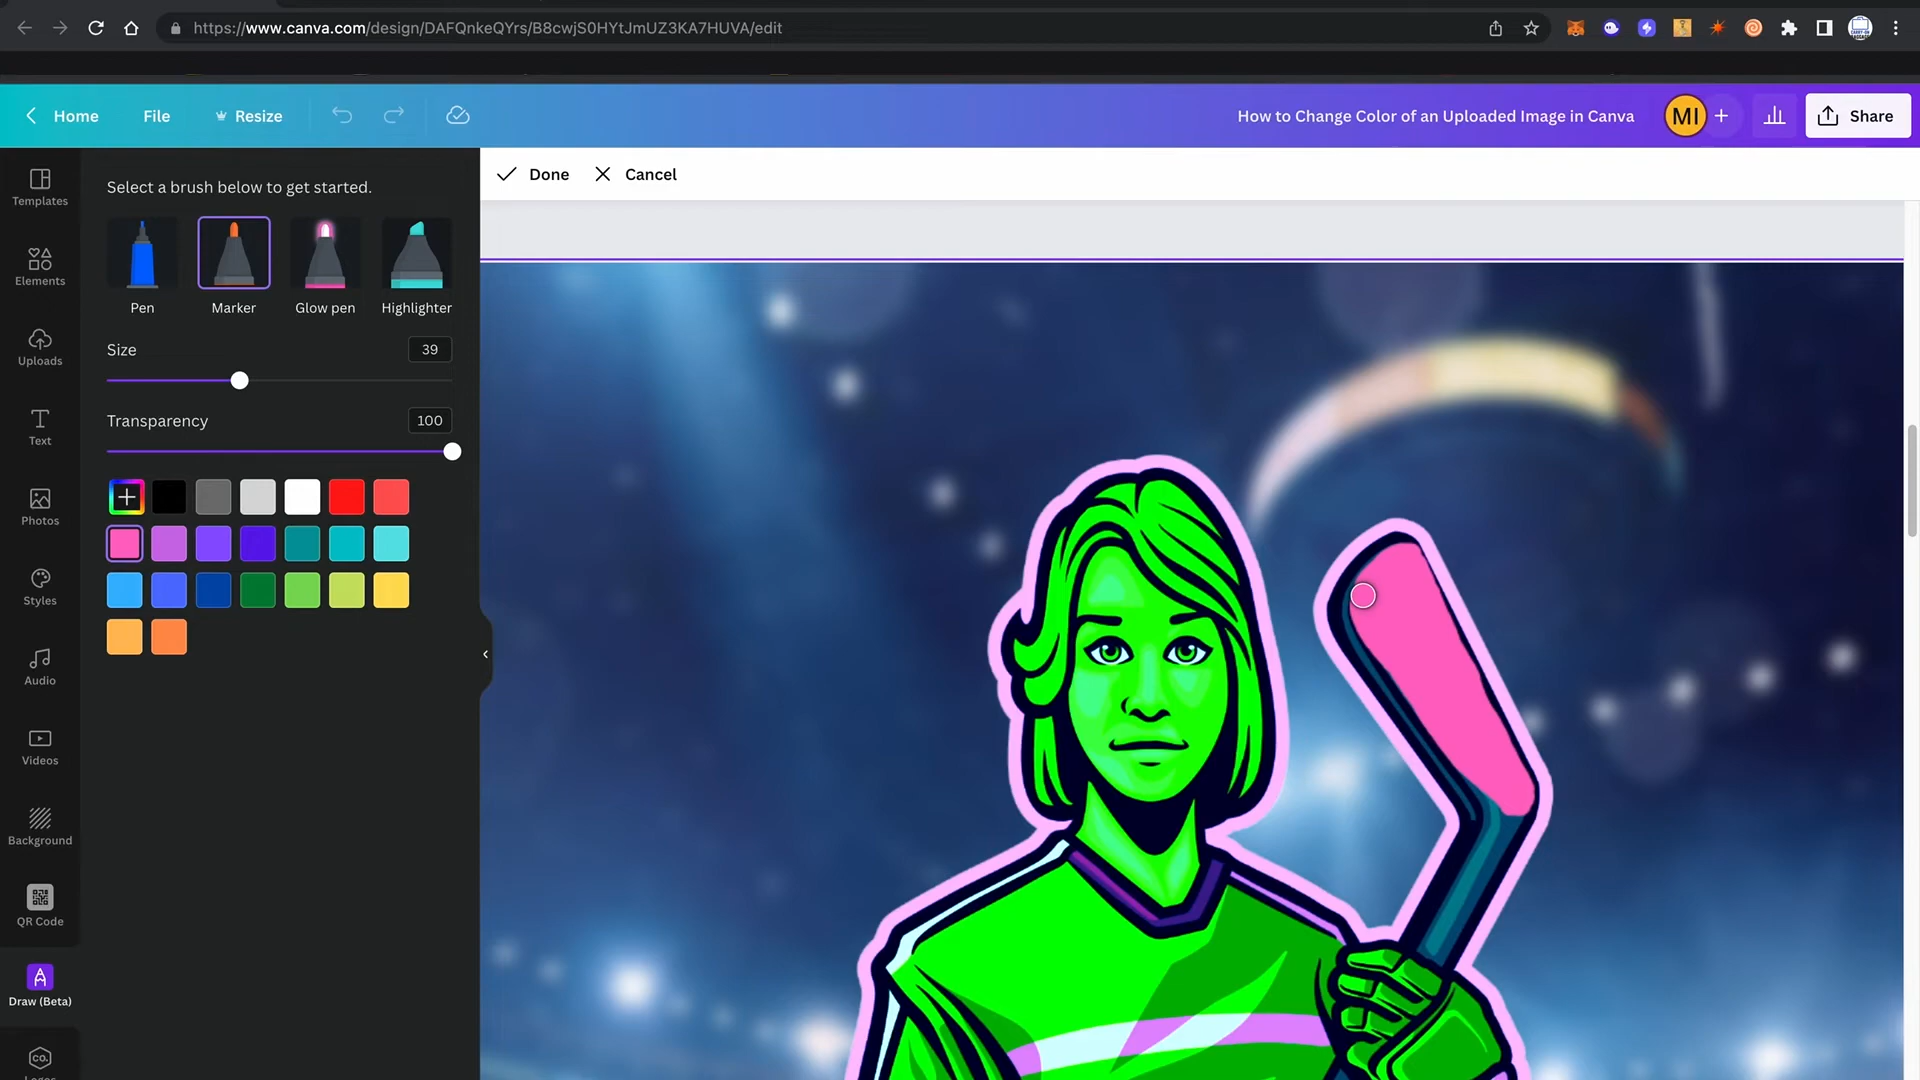 https://www.canva.com/design/DAFQnkeQYrs/B8cwjS0HYtJmUZ3KA7HUVA/edit
Home
File
Resize
How to Change Color of an Uploaded Image in Canva
MI
Share
Templates
Elements
Uploads
Text
Photos
Styles
Audio
Videos
Background
QR Code
Draw (Beta)
CO.
Logos
Select a brush below to get started.
Pen
Marker
Glow pen
Highlighter
Size
39
Transparency
100
Done
Cancel